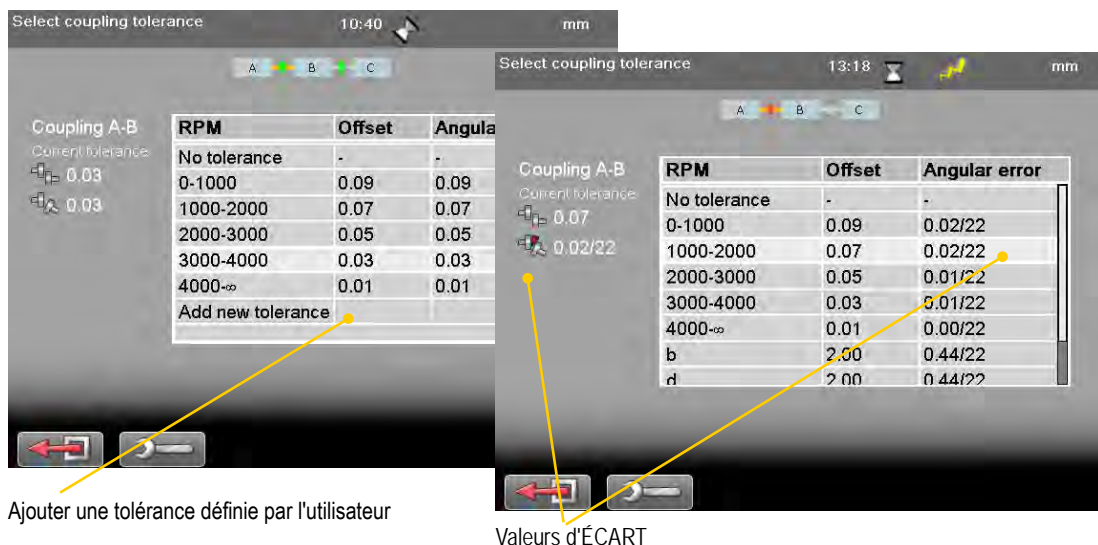 Select coupling tolerance 10:40 mm
A B C
Coupling A-B
Current tolerance
0.03
0.03
RPM Offset Angula
No tolerance - -
0-1000 0.09 0.09
1000-2000 0.07 0.07
2000-3000 0.05 0.05
3000-4000 0.03 0.03
4000-∞ 0.01 0.01
Add new tolerance
Ajouter une tolérance définie par l'utilisateur
Select coupling tolerance 13:18 mm
A B C
Coupling A-B
Current tolerance
0.07
0.02/22
RPM Offset Angular error
No tolerance - -
0-1000 0.09 0.02/22
1000-2000 0.07 0.02/22
2000-3000 0.05 0.01/22
3000-4000 0.03 0.01/22
4000-∞ 0.01 0.00/22
b 2.00 0.44/22
d 2.00 0.44/22
Valeurs d'ÉCART